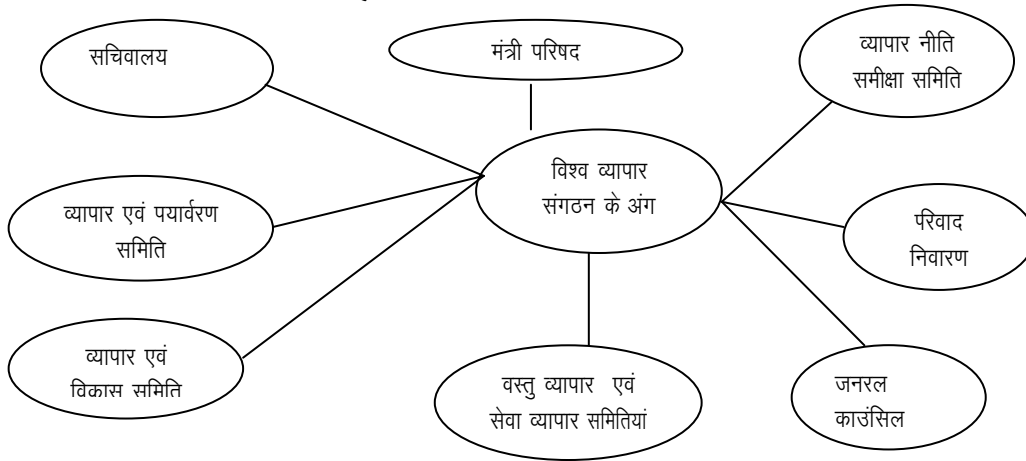 सचिवालय
मंत्री परिषद
व्यापार नीति
समीक्षा समिति
विश्व व्यापार
संगठन के अंग
व्यापार एवं पयार्वरण
समिति
परिवाद
निवारण
व्यापार एवं
विकास समिति
वस्तु व्यापार एवं
सेवा व्यापार समितियां
जनरल
काउंसिल